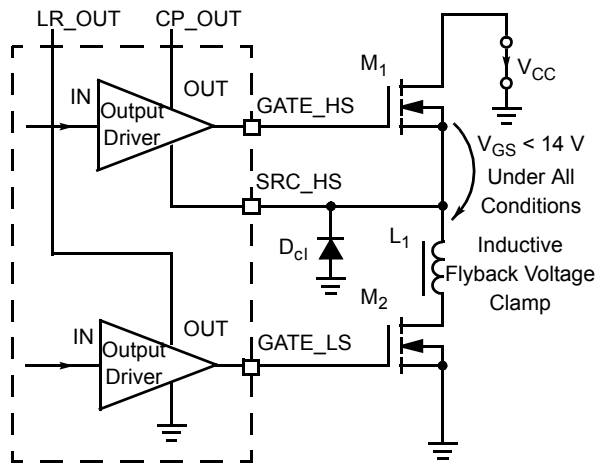 LR_OUT CP_OUT
M1
IN
OUT
VCC
Output
Driver
GATE_HS
VGS < 14 V
Under All
Conditions
SRC_HS
Dcl
L1
Inductive
Flyback Voltage
Clamp
M2
IN
OUT
Output
Driver
GATE_LS